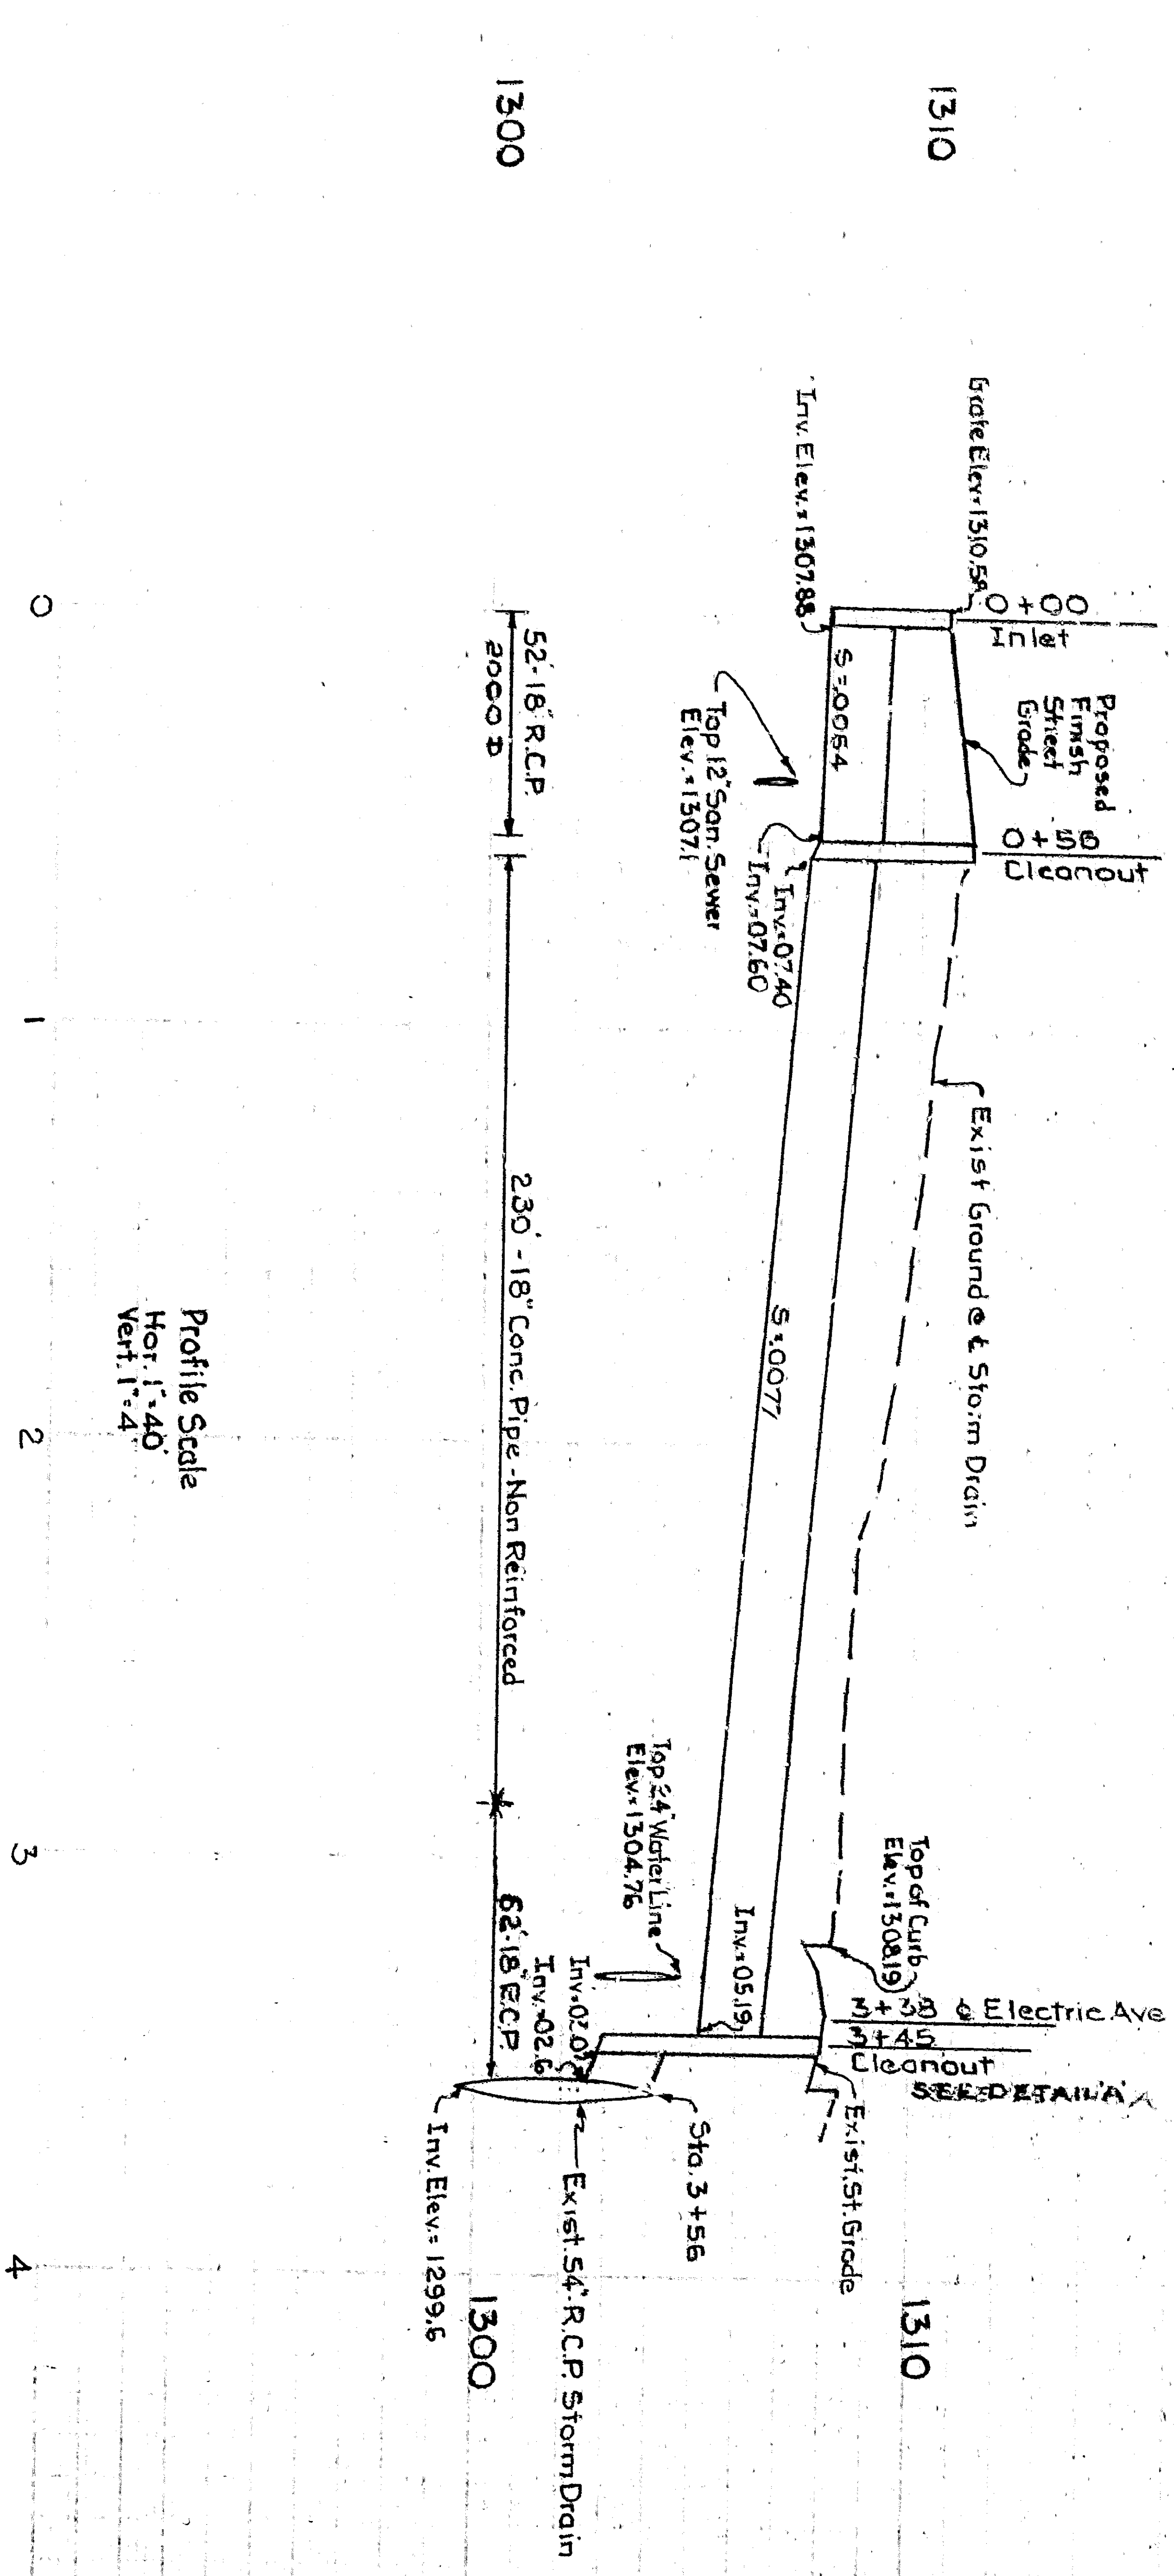 1310
1300
Grate Elev=1310.59
Inv. Elev.=1307.88
0+00
Inlet
Proposed
Finish
Street
Grade
S=.0054
Top 12" San. Sewer
Elev.=1307.1
0+56
Cleanout
Inv.=07.40
Inv.=07.60
52'-18" R.C.P.
2000 D
Exist Ground @ ℄ Storm Drain
S=.0077
230'-18" Conc. Pipe-Non Reinforced
Top of Curb
Elev.=1308.19
Top 24" Water Line
Elev.=1304.76
Inv.=05.19
3+38 ℄ Electric Ave
3+45
Cleanout
SEE DETAIL 'A'
Exist. St. Grade
Sta. 3+56
Inv.=02.07
Inv.=02.6
62'-18" R.C.P.
Exist. 54" R.C.P. Storm Drain
Inv. Elev.= 1299.6
1310
1300
0
1
2
3
4
Profile Scale
Hor. 1"=40'
Vert. 1"=4'